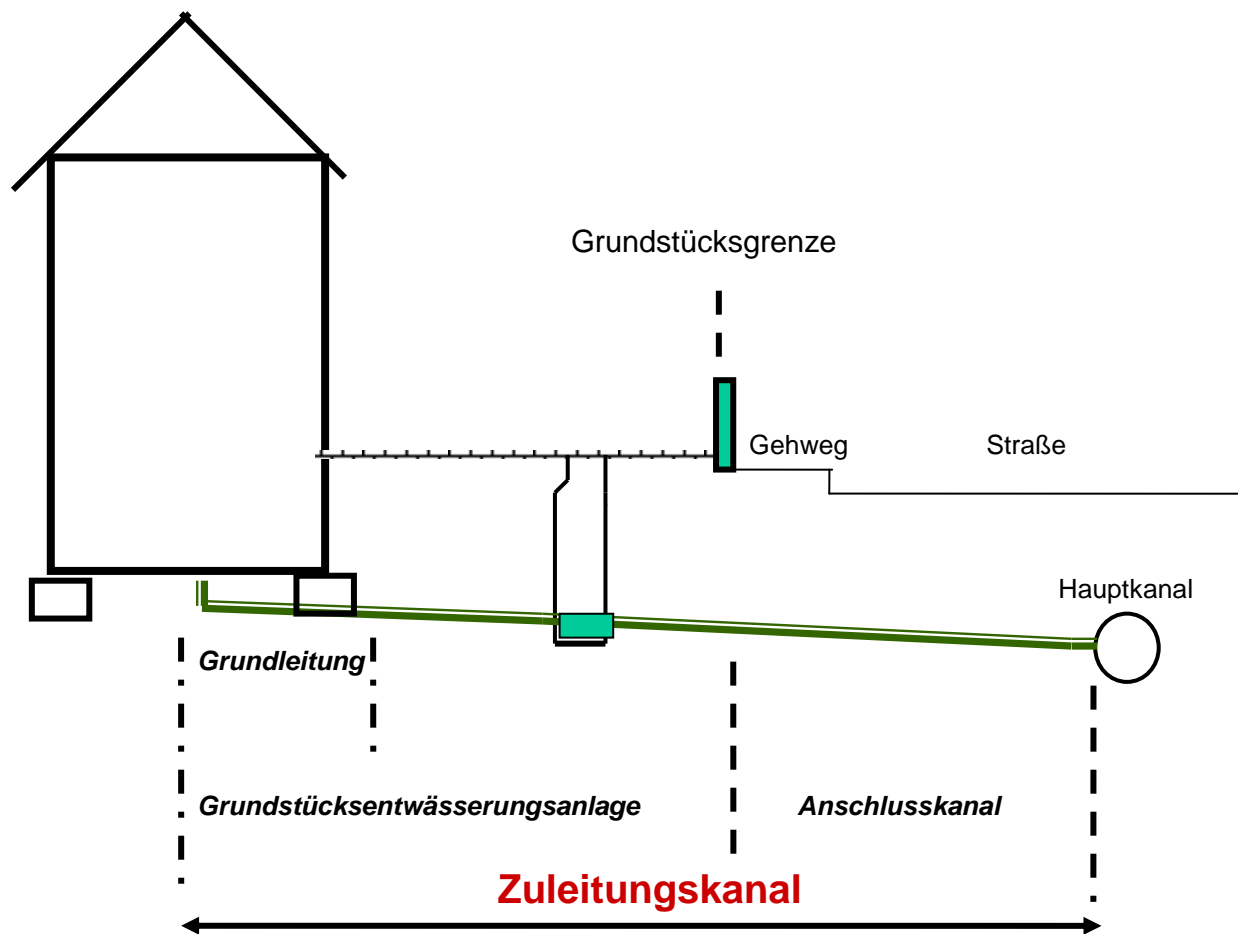 Grundstücksgrenze
Gehweg
Straße
Hauptkanal
Grundleitung
Grundstücksentwässerungsanlage
Anschlusskanal
Zuleitungskanal